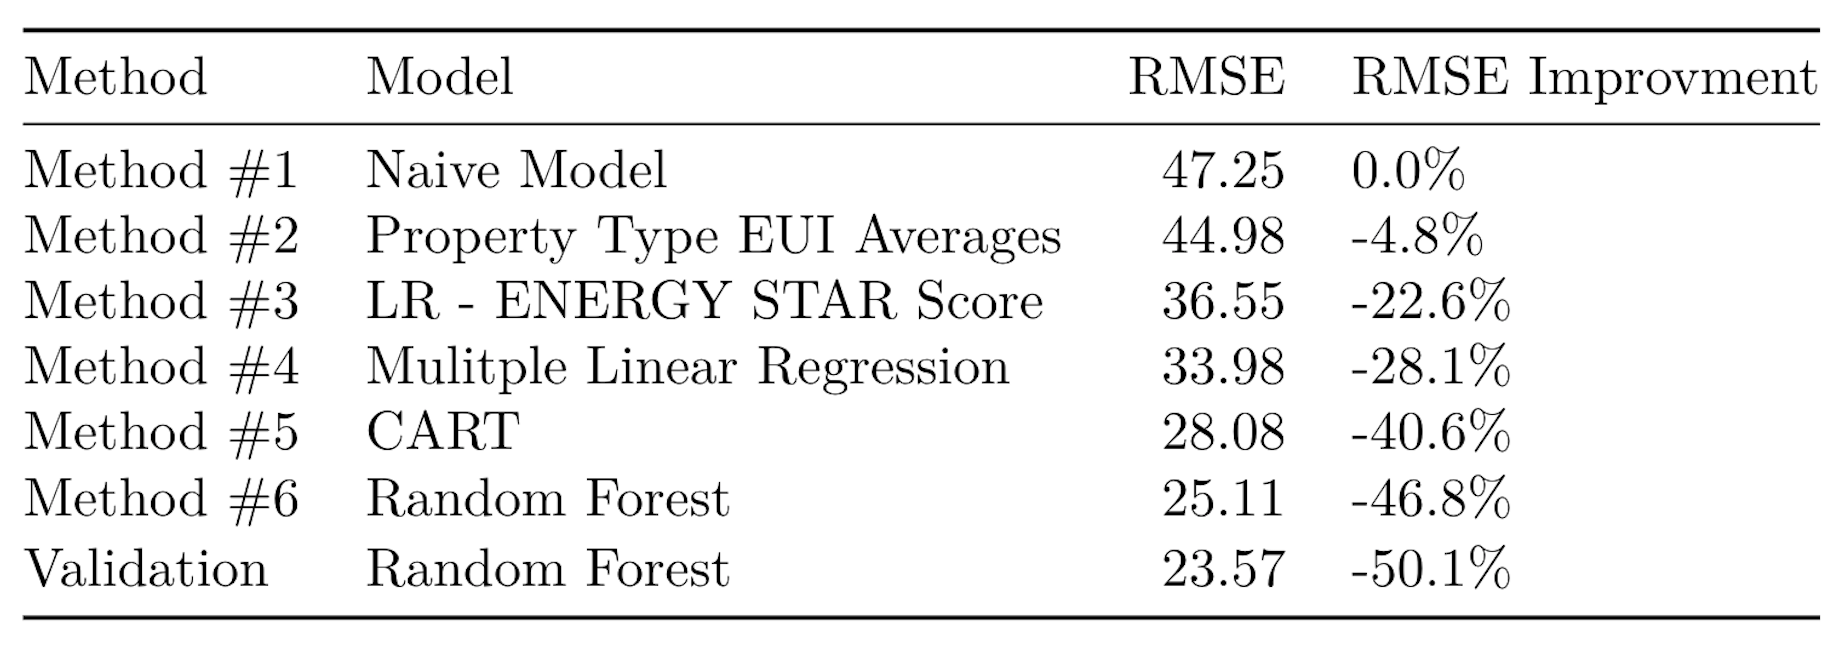 Method Model RMSE RMSE Improvment
Method #1 Naive Model 47.25 0.0%
Method #2 Property Type EUI Averages 44.98 -4.8%
Method #3 LR - ENERGY STAR Score 36.55 -22.6%
Method #4 Mulitple Linear Regression 33.98 -28.1%
Method #5 CART 28.08 -40.6%
Method #6 Random Forest 25.11 -46.8%
Validation Random Forest 23.57 -50.1%